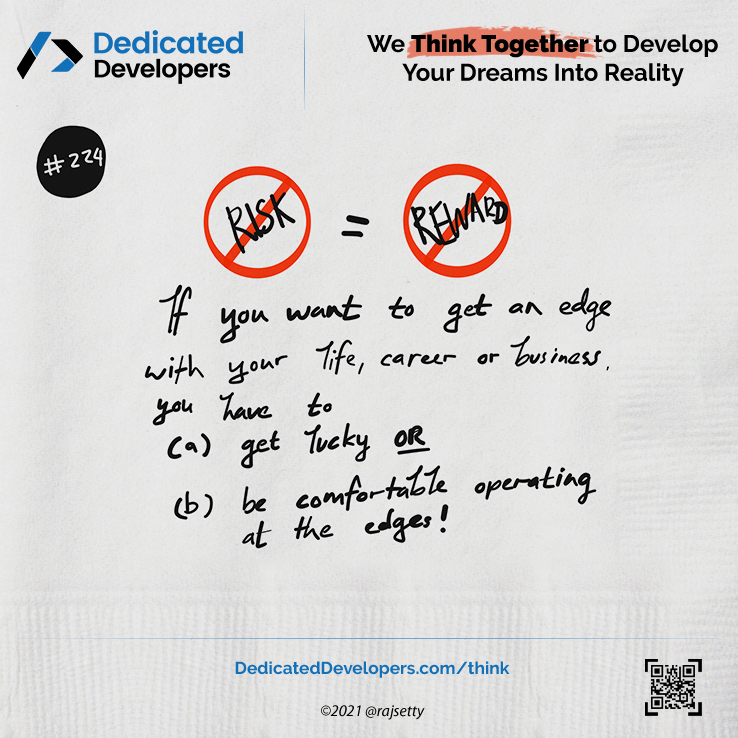 Dedicated
Developers
We Think Together to Develop
Your Dreams Into Reality
#224
RISK = REWARD
If you want to get an edge
with your life, career or business,
you have to
(a) get lucky OR
(b) be comfortable operating
at the edges!
DedicatedDevelopers.com/think
©2021 @rajsetty